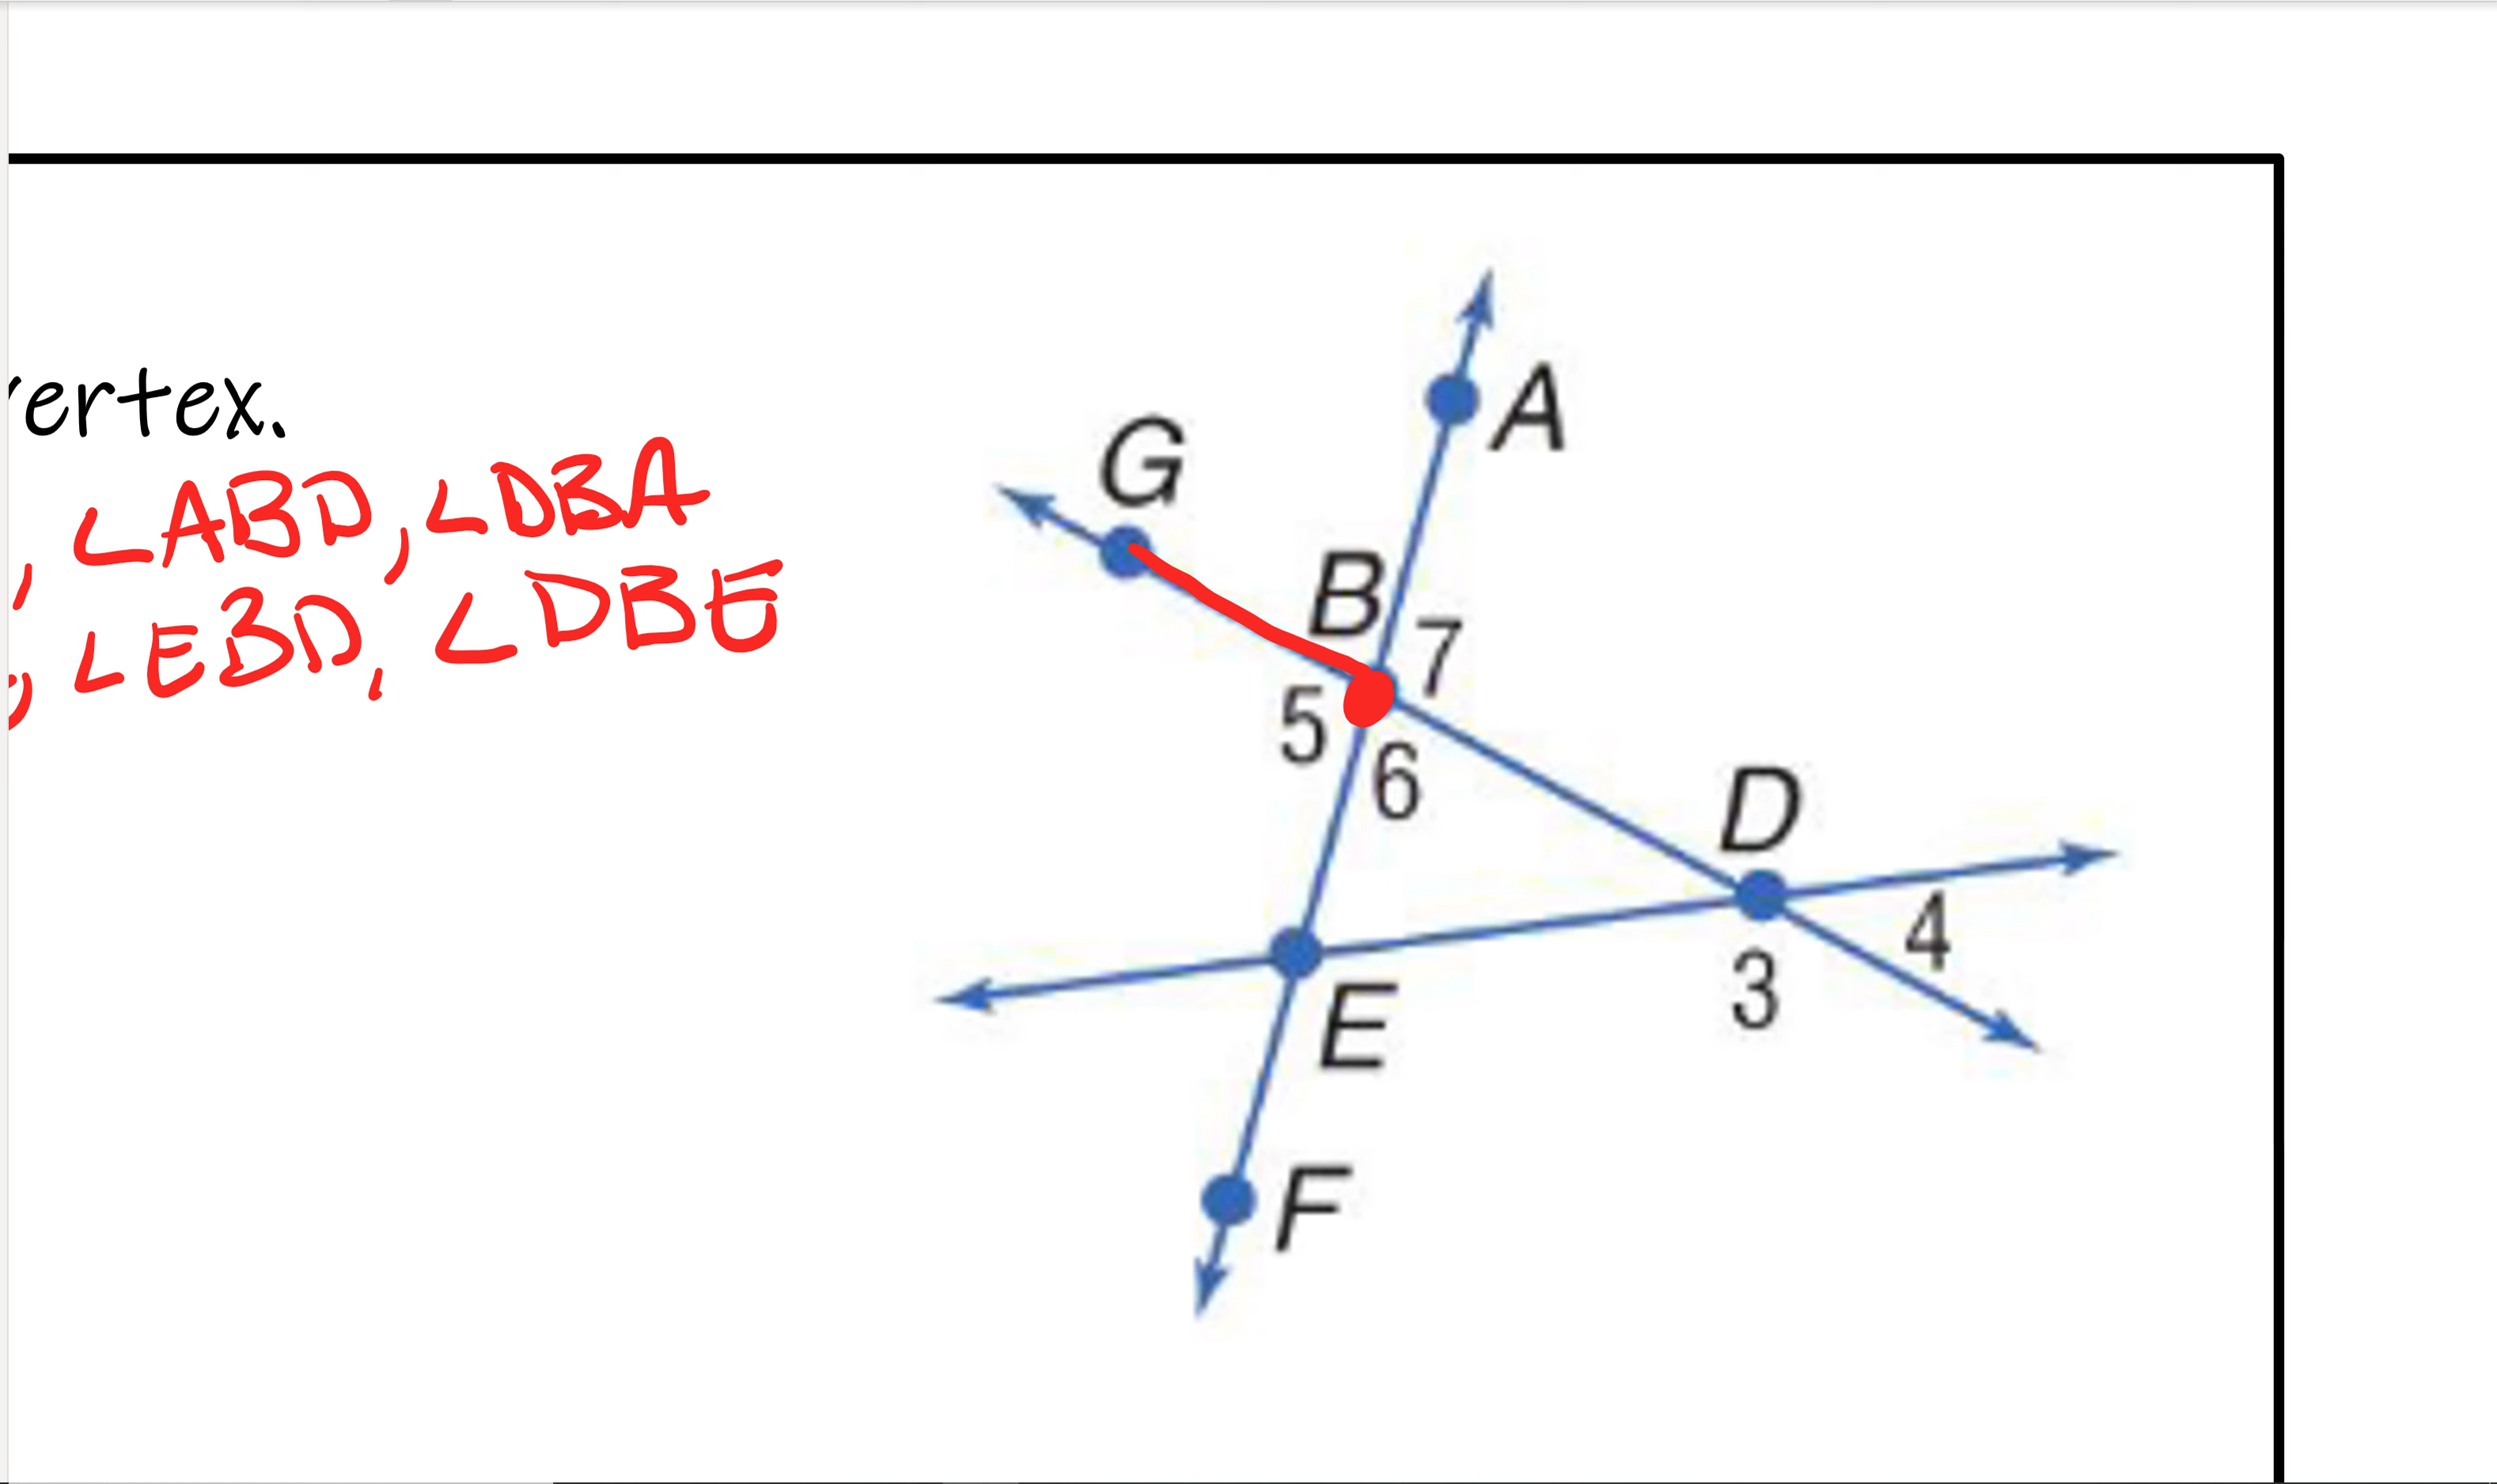 ertex.
, ∠ABD, ∠DBA
, ∠EBD, ∠DBE
A
G
B
7
5
6
D
4
3
E
F